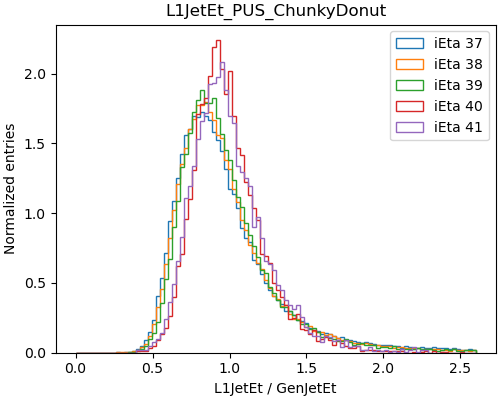 L1JetEt_PUS_ChunkyDonut
iEta 37
iEta 38
iEta 39
iEta 40
iEta 41
Normalized entries
2.0
1.5
1.0
0.5
0.0
0.0 0.5 1.0 1.5 2.0 2.5
L1JetEt / GenJetEt